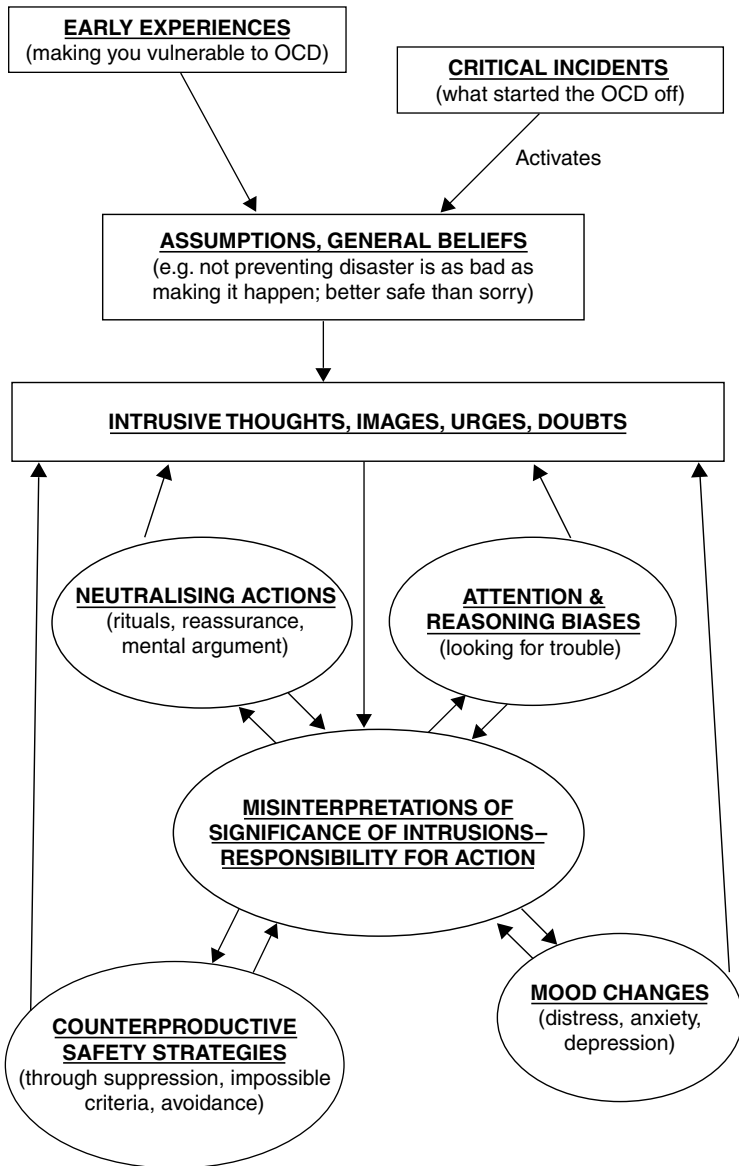 EARLY EXPERIENCES
(making you vulnerable to OCD)
CRITICAL INCIDENTS
(what started the OCD off)
Activates
ASSUMPTIONS, GENERAL BELIEFS
(e.g. not preventing disaster is as bad as
making it happen; better safe than sorry)
INTRUSIVE THOUGHTS, IMAGES, URGES, DOUBTS
NEUTRALISING ACTIONS
(rituals, reassurance,
mental argument)
ATTENTION &
REASONING BIASES
(looking for trouble)
MISINTERPRETATIONS OF
SIGNIFICANCE OF INTRUSIONS–
RESPONSIBILITY FOR ACTION
COUNTERPRODUCTIVE
SAFETY STRATEGIES
(through suppression, impossible
criteria, avoidance)
MOOD CHANGES
(distress, anxiety,
depression)